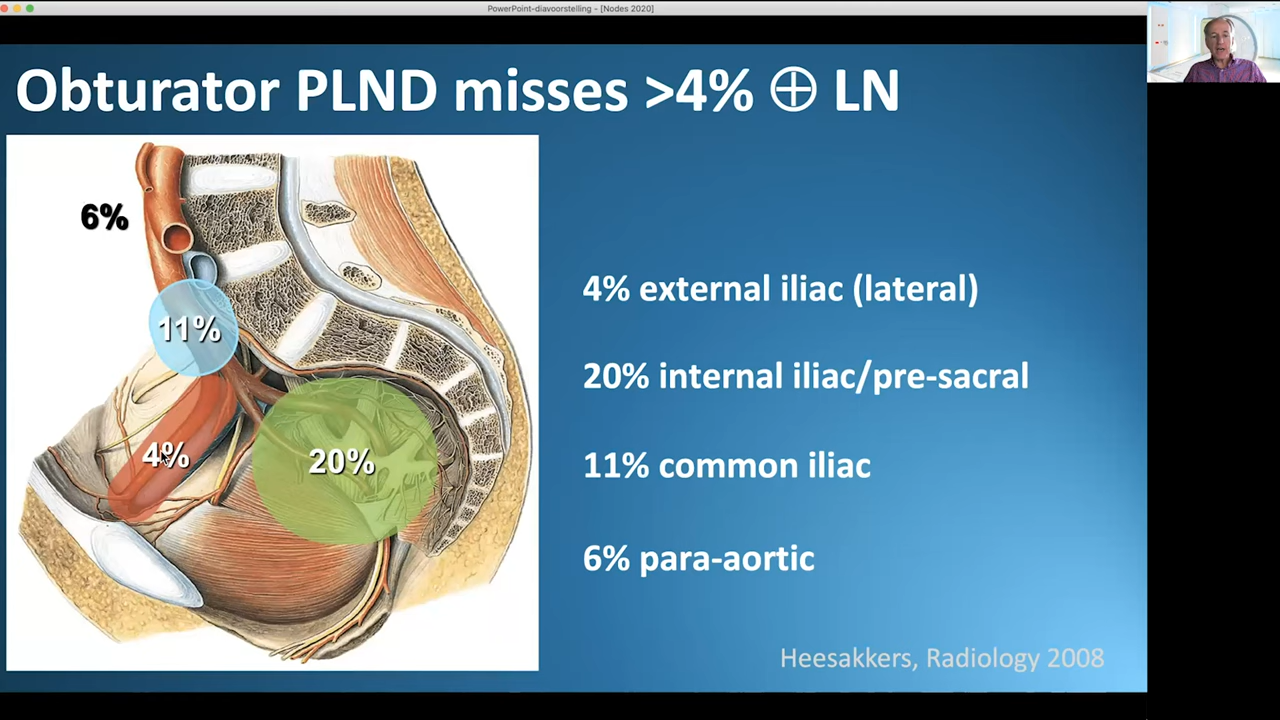 PowerPoint-diavoorstelling - [Nodes 2020]
Obturator PLND misses >4% ⊕ LN
6%
11%
4%
20%
4% external iliac (lateral)
20% internal iliac/pre-sacral
11% common iliac
6% para-aortic
Heesakkers, Radiology 2008